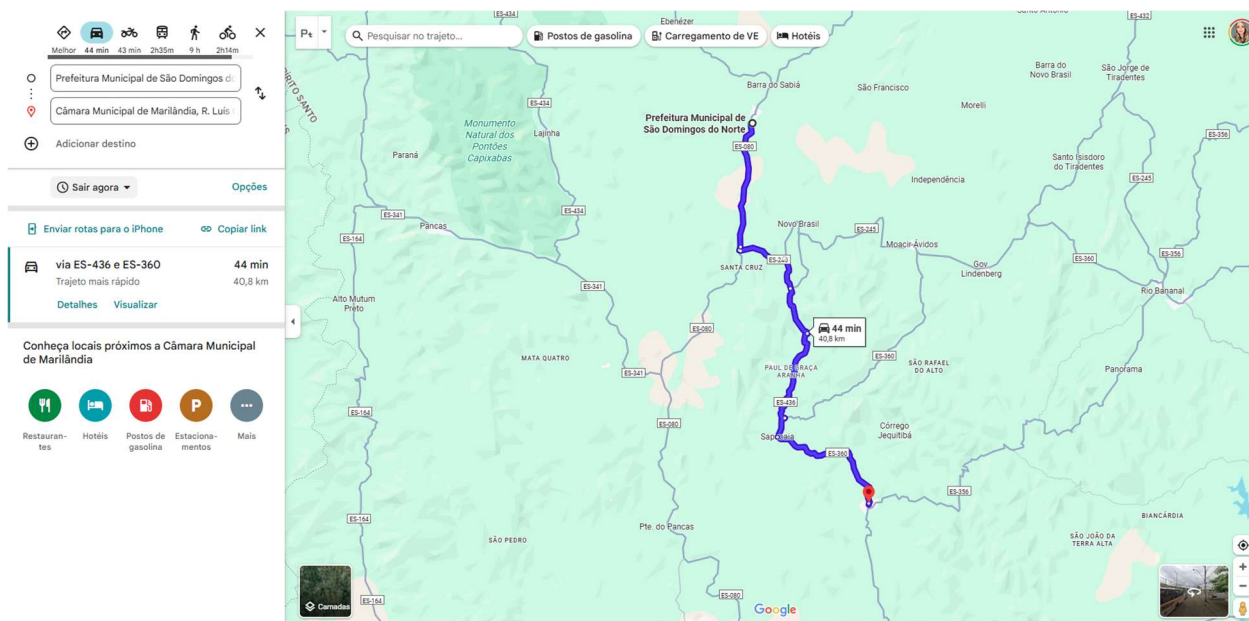 Melhor
44 min
43 min
2h35m
9 h
2h14m
Prefeitura Municipal de São Domingos do
Câmara Municipal de Marilândia, R. Luís
Adicionar destino
Sair agora
Opções
Enviar rotas para o iPhone
Copiar link
via ES-436 e ES-360
44 min
Trajeto mais rápido
40,8 km
Detalhes
Visualizar
Conheça locais próximos a Câmara Municipal
de Marilândia
P
Restauran-
tes
Hotéis
Postos de
gasolina
Estaciona-
mentos
Mais
Pesquisar no trajeto...
Postos de gasolina
Carregamento de VE
Hotéis
ES-434
Ebenézer
ES-432
Barra do
Novo Brasil
São Jorge de
Tiradentes
Barra do Sabiá
São Francisco
Morelli
ES-434
Monumento
Natural dos
Pontões
Capixabas
Lajinha
Prefeitura Municipal de
São Domingos do Norte
ES-080
ES-356
Paraná
Santo Isidoro
do Tiradentes
ES-245
Independência
ES-341
ES-434
Pancas
ES-164
Novo Brasil
ES-245
Moacir-Ávidos
SANTA CRUZ
Gov.
Lindenberg
ES-360
ES-356
ES-341
Rio Bananal
Alto Mutum
Preto
ES-080
44 min
40,8 km
MATA QUATRO
ES-341
PAUL DE GRAÇA
ARANHA
ES-360
SÃO RAFAEL
DO ALTO
Panorama
ES-164
ES-436
ES-080
Córrego
Jequitibá
ES-360
ES-356
ES-164
Pte. do Pancas
SÃO PEDRO
BIANCÁRDIA
SÃO JOÃO DA
TERRA ALTA
Camadas
ES-164
ES-080
Google